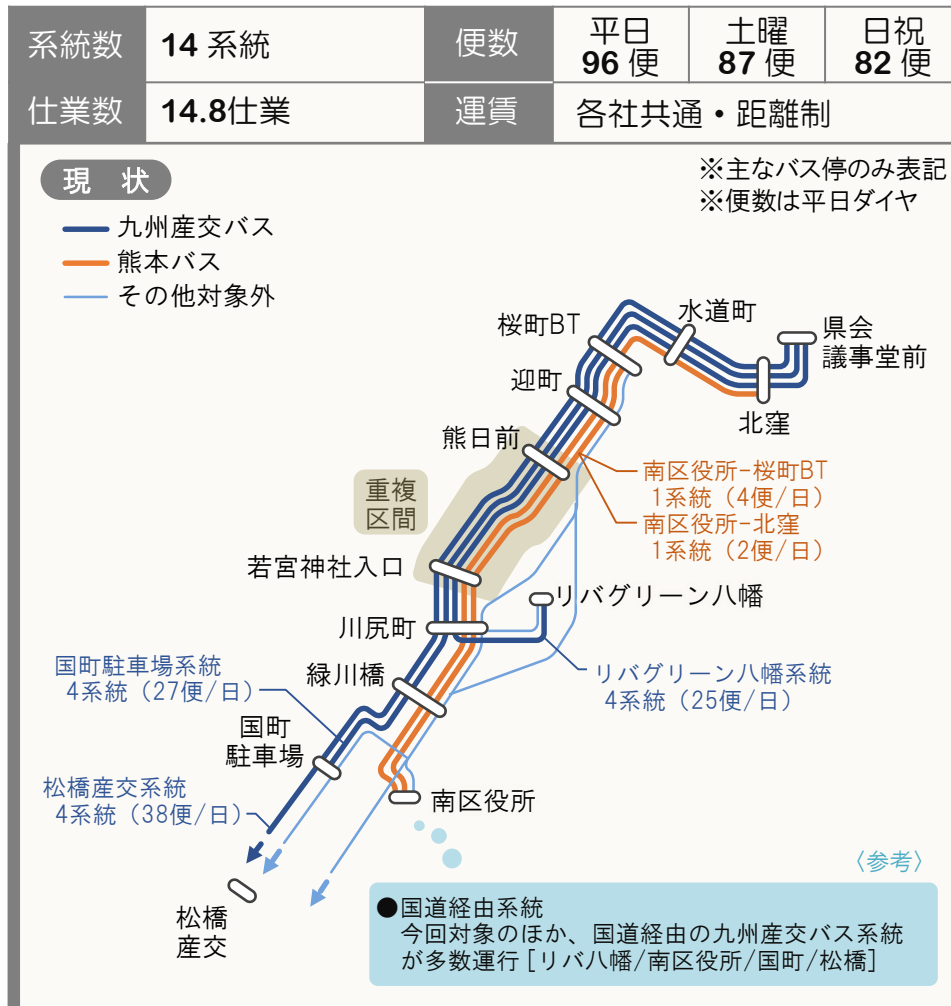 系統数
14 系統
便数
平日
96 便
土曜
87 便
日祝
82 便
仕業数
14.8仕業
運賃
各社共通・距離制
現 状
※主なバス停のみ表記
※便数は平日ダイヤ
九州産交バス
熊本バス
その他対象外
桜町BT
水道町
県会
議事堂前
迎町
北窪
熊日前
重複
区間
南区役所-桜町BT
1系統（4便/日）
南区役所-北窪
1系統（2便/日）
若宮神社入口
リバグリーン八幡
川尻町
国町駐車場系統
4系統（27便/日）
緑川橋
リバグリーン八幡系統
4系統（25便/日）
国町
駐車場
松橋産交系統
4系統（38便/日）
南区役所
松橋
産交
〈参考〉
●国道経由系統
今回対象のほか、国道経由の九州産交バス系統
が多数運行［リバ八幡/南区役所/国町/松橋］